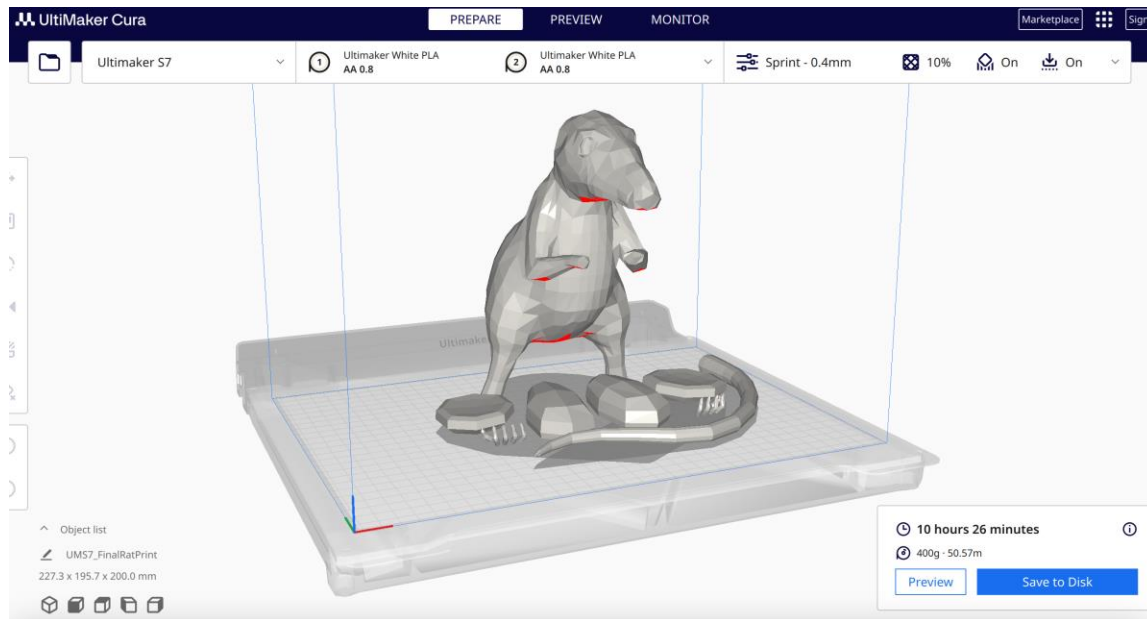 UltiMaker Cura
PREPARE
PREVIEW
MONITOR
Marketplace
Sign
Ultimaker S7
1
Ultimaker White PLA
AA 0.8
2
Ultimaker White PLA
AA 0.8
Sprint - 0.4mm
10%
On
On
Ultimake
Object list
UMS7_FinalRatPrint
227.3 x 195.7 x 200.0 mm
10 hours 26 minutes
400g · 50.57m
Preview
Save to Disk